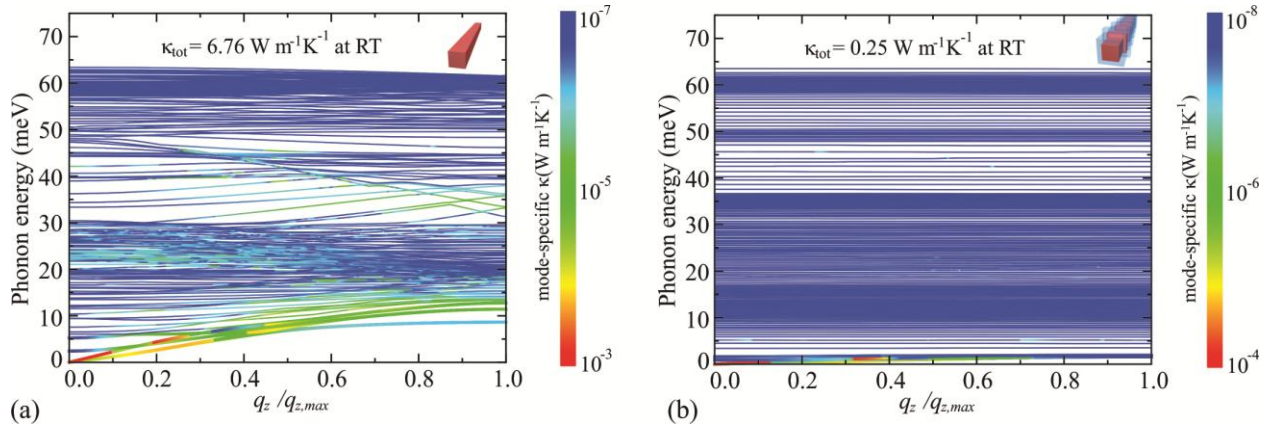 κtot = 6.76 W m-1K-1 at RT
Phonon energy (meV)
70
60
50
40
30
20
10
0
0.0 0.2 0.4 0.6 0.8 1.0
qz /qz,max
(a)
10-7
10-5
10-3
mode-specific κ(W m-1K-1)
κtot = 0.25 W m-1K-1 at RT
Phonon energy (meV)
70
60
50
40
30
20
10
0
0.0 0.2 0.4 0.6 0.8 1.0
qz /qz,max
(b)
10-8
10-6
10-4
mode-specific κ(W m-1K-1)